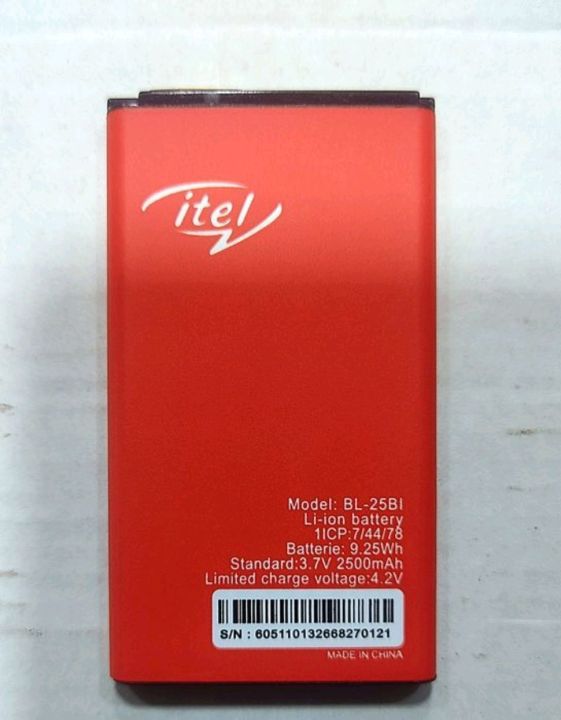 itel
Model: BL-25BI
Li-ion battery
1ICP:7/44/78
Batterie: 9.25Wh
Standard:3.7V 2500mAh
Limited charge voltage:4.2V
S/N : 605110132668270121
MADE IN CHINA